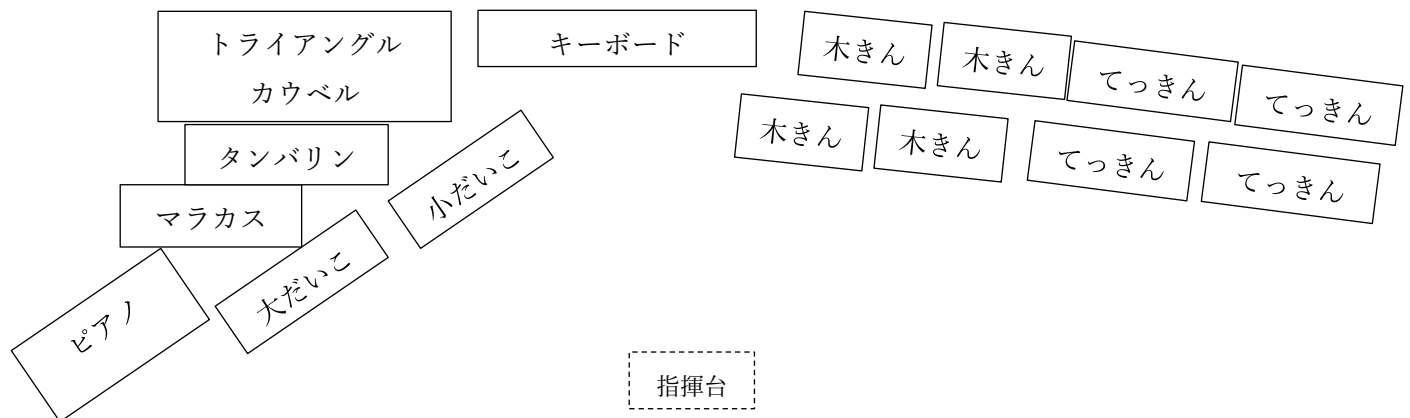 トライアングル
カウベル
キーボード
木きん
木きん
てっきん
てっきん
木きん
木きん
てっきん
てっきん
タンバリン
小だいこ
マラカス
大だいこ
ピアノ
指揮台